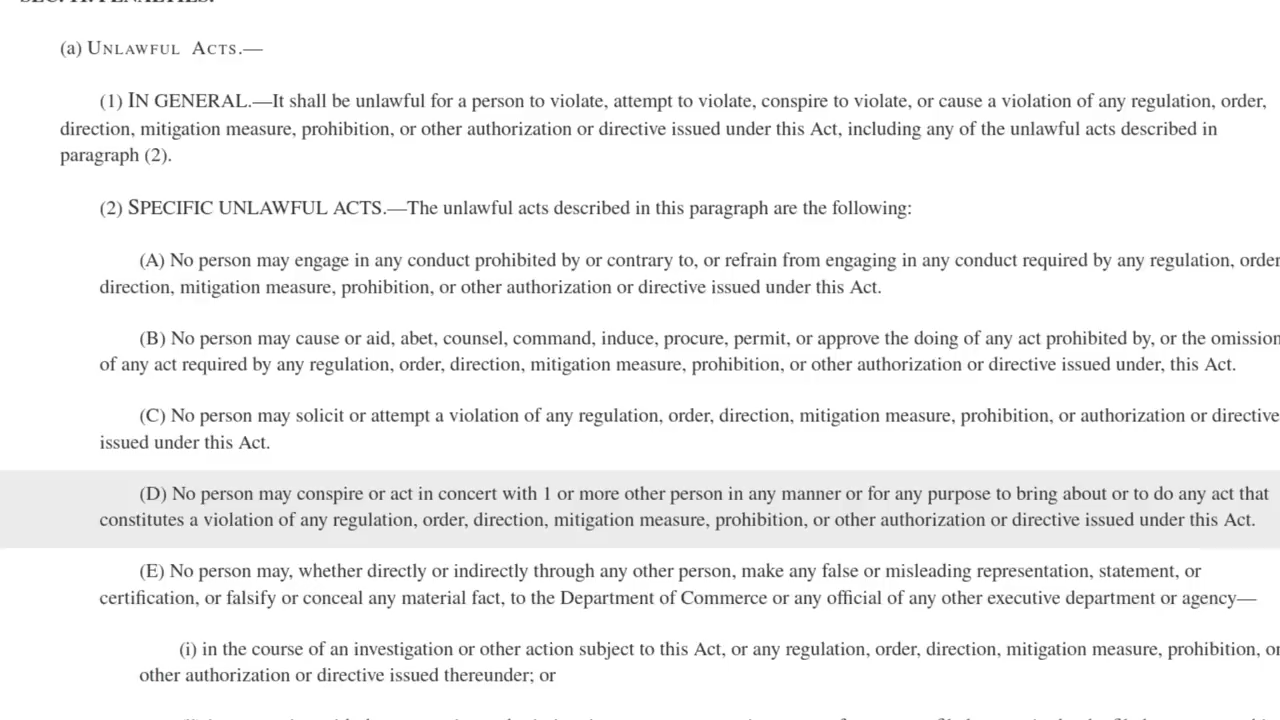 SEC. 11. PENALTIES.
(a) UNLAWFUL ACTS.—
(1) IN GENERAL.—It shall be unlawful for a person to violate, attempt to violate, conspire to violate, or cause a violation of any regulation, order,
direction, mitigation measure, prohibition, or other authorization or directive issued under this Act, including any of the unlawful acts described in
paragraph (2).
(2) SPECIFIC UNLAWFUL ACTS.—The unlawful acts described in this paragraph are the following:
(A) No person may engage in any conduct prohibited by or contrary to, or refrain from engaging in any conduct required by any regulation, order
direction, mitigation measure, prohibition, or other authorization or directive issued under this Act.
(B) No person may cause or aid, abet, counsel, command, induce, procure, permit, or approve the doing of any act prohibited by, or the omission
of any act required by any regulation, order, direction, mitigation measure, prohibition, or other authorization or directive issued under, this Act.
(C) No person may solicit or attempt a violation of any regulation, order, direction, mitigation measure, prohibition, or authorization or directive
issued under this Act.
(D) No person may conspire or act in concert with 1 or more other person in any manner or for any purpose to bring about or to do any act that
constitutes a violation of any regulation, order, direction, mitigation measure, prohibition, or other authorization or directive issued under this Act.
(E) No person may, whether directly or indirectly through any other person, make any false or misleading representation, statement, or
certification, or falsify or conceal any material fact, to the Department of Commerce or any official of any other executive department or agency—
(i) in the course of an investigation or other action subject to this Act, or any regulation, order, direction, mitigation measure, prohibition, or
other authorization or directive issued thereunder; or